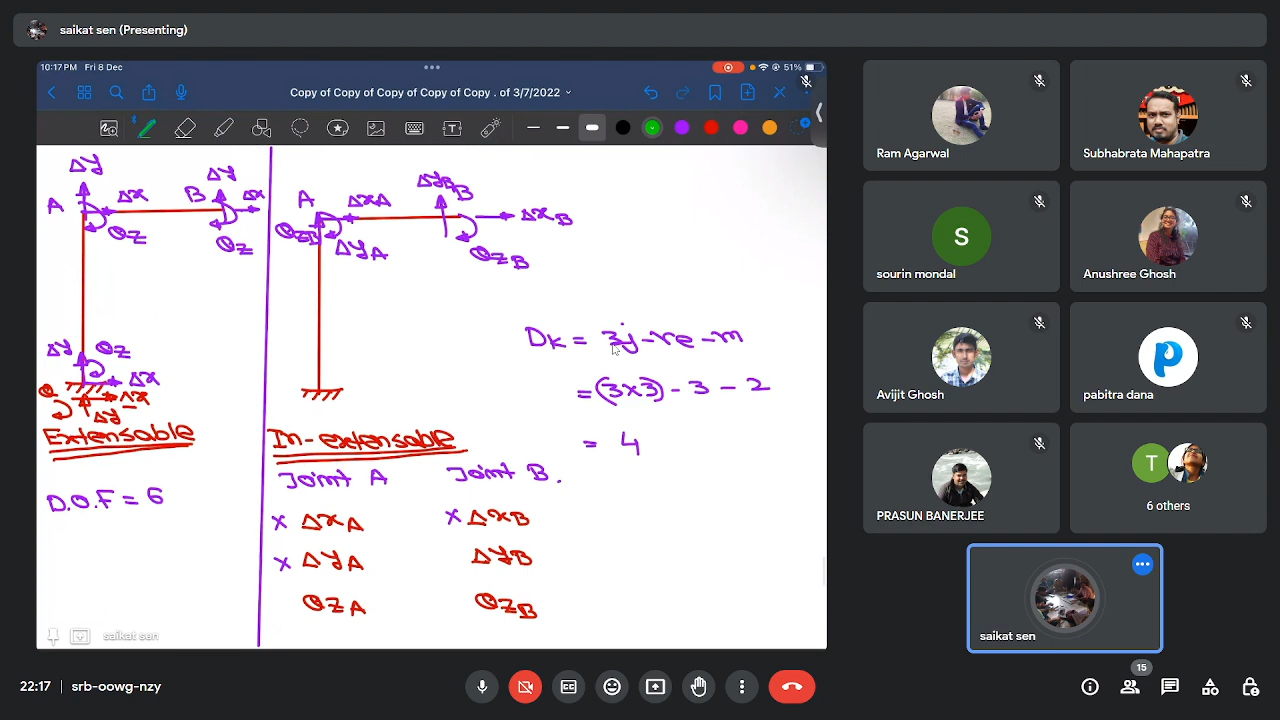 saikat sen (Presenting)
10:17 PM Fri 8 Dec
51%
Copy of Copy of Copy of Copy of Copy . of 3/7/2022
Δy
A
Δx
θz
B
Δy
Δx
θz
Δy
θz
Δx
θ
Δx
Δy
Extensable
D.O.F = 6
A
ΔxA
θzB
ΔyA
ΔyB
B
ΔxB
θzB
In-extensable
Joint A
Joint B.
x ΔxA
x ΔxB
x ΔyA
ΔyB
θzA
θzB
Dk = 3j - re - m
= (3x3) - 3 - 2
= 4
saikat sen
Ram Agarwal
Subhabrata Mahapatra
S
sourin mondal
Anushree Ghosh
Avijit Ghosh
pabitra dana
PRASUN BANERJEE
T
6 others
saikat sen
22:17 | srb-oowg-nzy
15